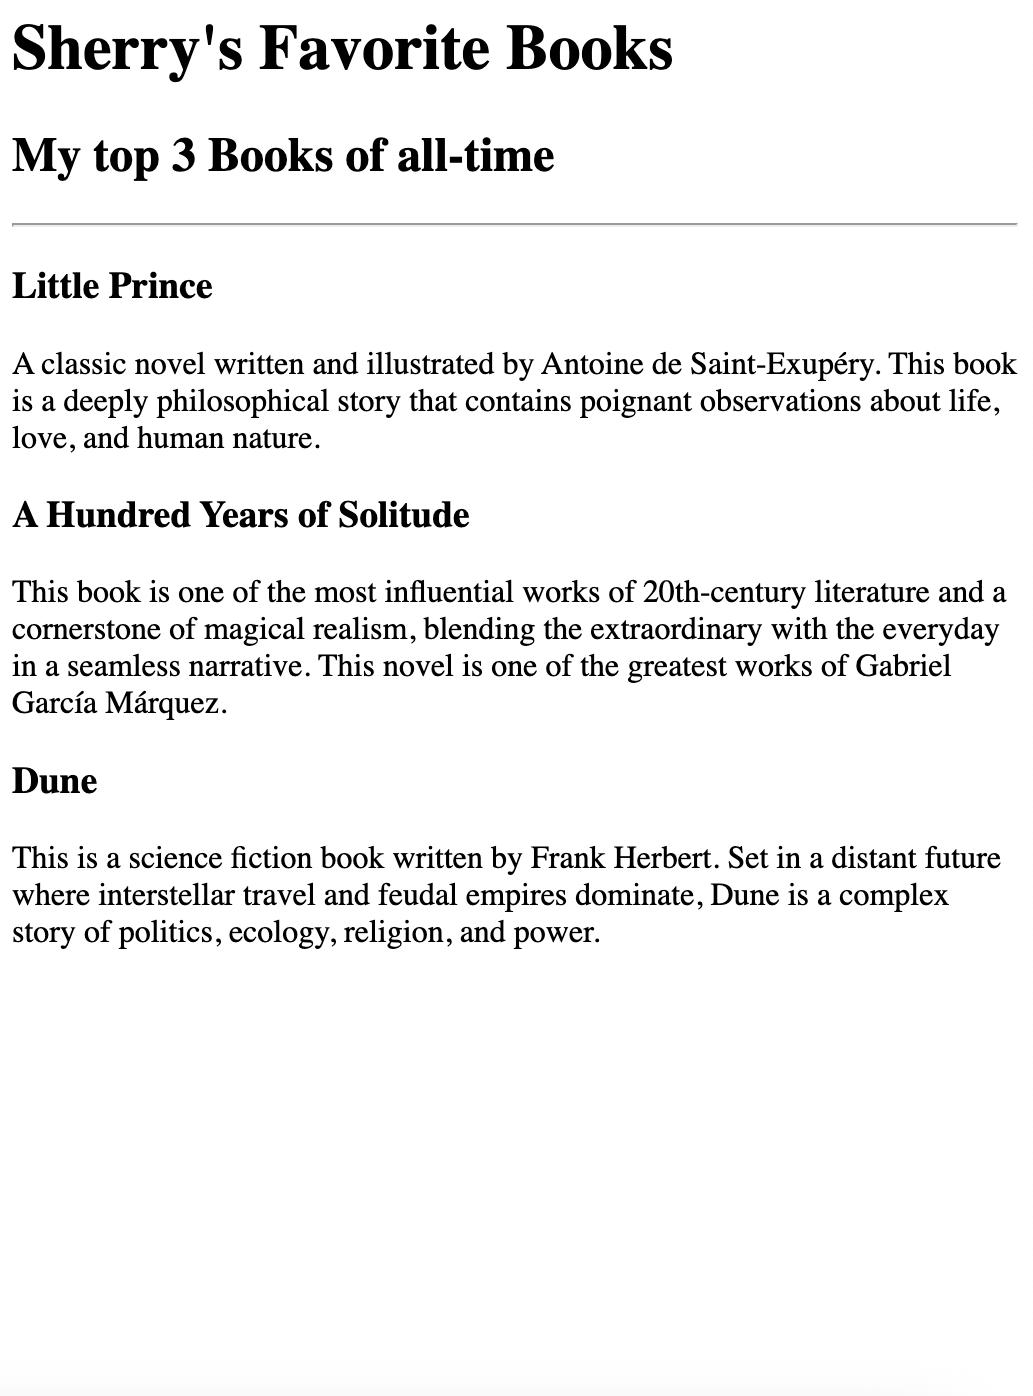 Sherry's Favorite Books
My top 3 Books of all-time
Little Prince
A classic novel written and illustrated by Antoine de Saint-Exupéry. This book
is a deeply philosophical story that contains poignant observations about life,
love, and human nature.
A Hundred Years of Solitude
This book is one of the most influential works of 20th-century literature and a
cornerstone of magical realism, blending the extraordinary with the everyday
in a seamless narrative. This novel is one of the greatest works of Gabriel
García Márquez.
Dune
This is a science fiction book written by Frank Herbert. Set in a distant future
where interstellar travel and feudal empires dominate, Dune is a complex
story of politics, ecology, religion, and power.